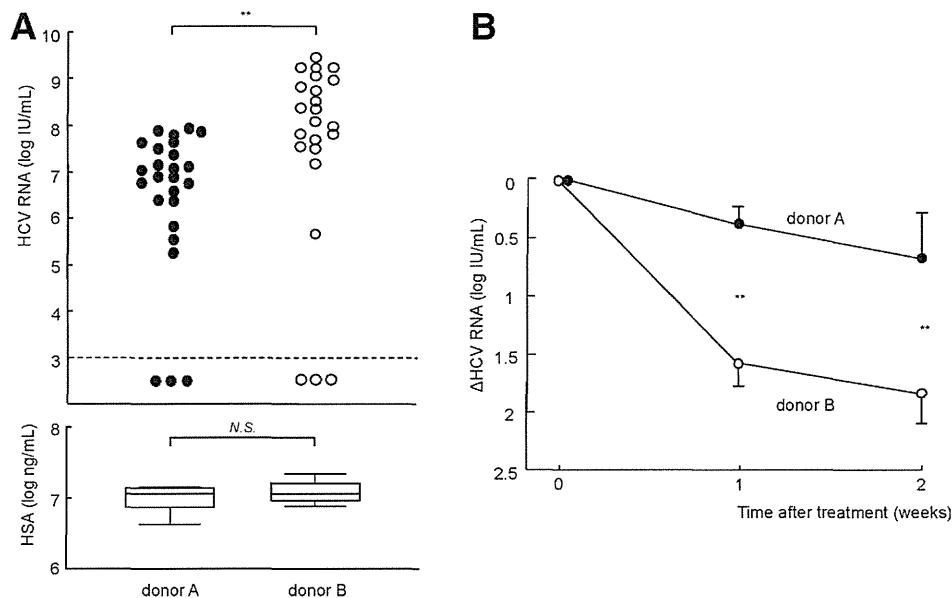 A
**
10
9
8
7
6
5
4
3
HCV RNA (log IU/mL)
N.S.
8
7
6
HSA (log ng/mL)
donor A
donor B
B
0
0.5
1
1.5
2
2.5
ΔHCV RNA (log IU/mL)
donor A
**
**
donor B
0
1
2
Time after treatment (weeks)